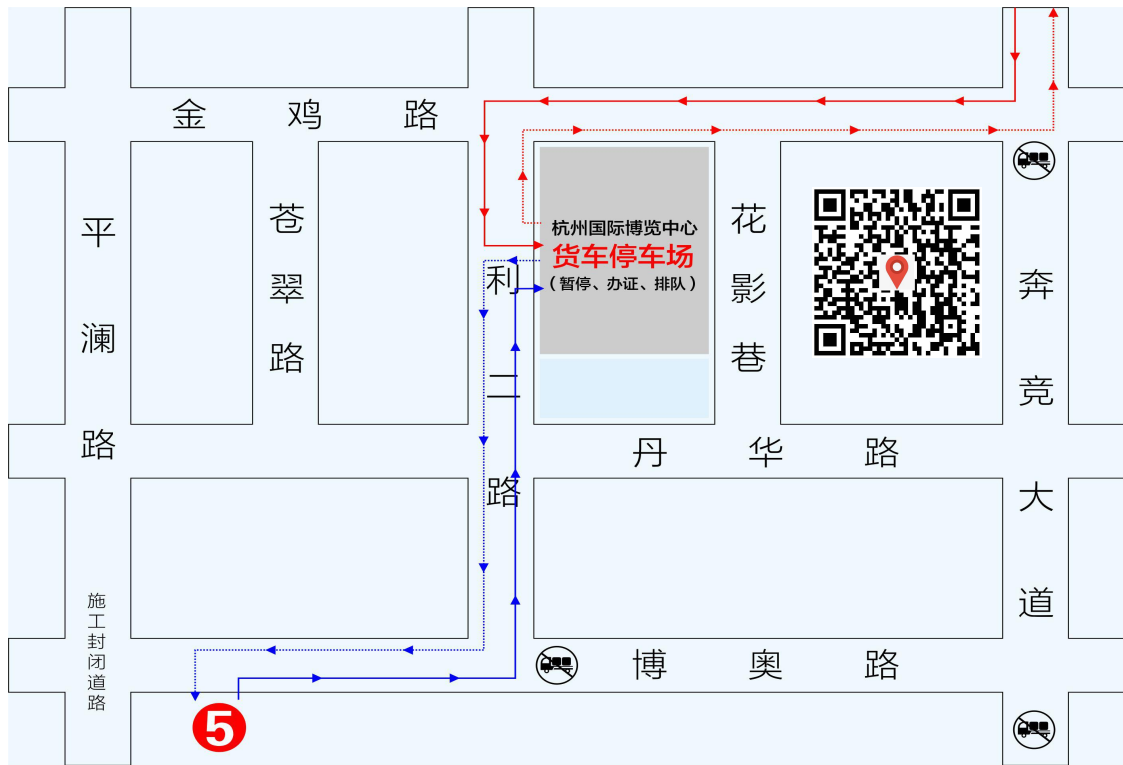 金鸡路
平澜路
苍翠路
利二路
杭州国际博览中心
货车停车场
（暂停、办证、排队）
花影巷
奔竞大道
丹华路
施工封闭道路
博奥路
5